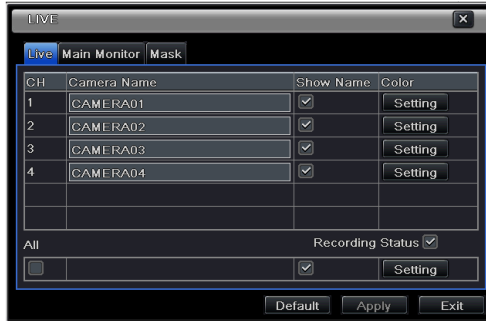 LIVE
Live Main Monitor Mask
CH Camera Name Show Name Color
1 CAMERA01 Setting
2 CAMERA02 Setting
3 CAMERA03 Setting
4 CAMERA04 Setting
All Recording Status
Setting
Default Apply Exit